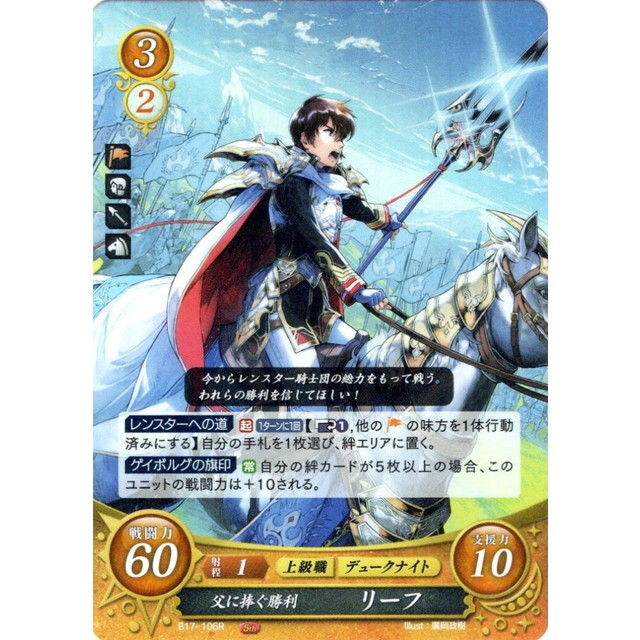 3
2
今からレンスター騎士団の総力をもって戦う。
われらの勝利を信じてほしい！
レンスターへの道 起 1ターンに1回【1,他の の味方を1体行動
済みにする】自分の手札を1枚選び、絆エリアに置く。
ゲイボルグの旗印 常 自分の絆カードが5枚以上の場合、この
ユニットの戦闘力は+10される。
戦闘力
60
射程 1 上級職 デュークナイト
支援力
10
父に捧ぐ勝利 リーフ
B17-106R 5th Illust：廣岡政樹